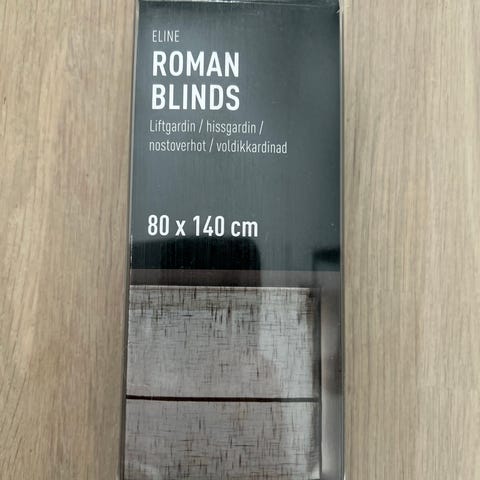 ELINE
ROMAN
BLINDS
Liftgardin / hissgardin /
nostoverhot / voldikkardinad
80 x 140 cm